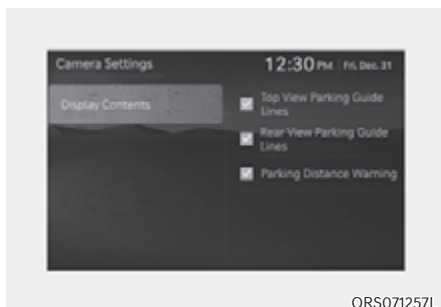 Camera Settings
12:30 PM Fri, Dec. 31
Display Contents
Top View Parking Guide
Lines
Rear View Parking Guide
Lines
Parking Distance Warning
ORS071257L